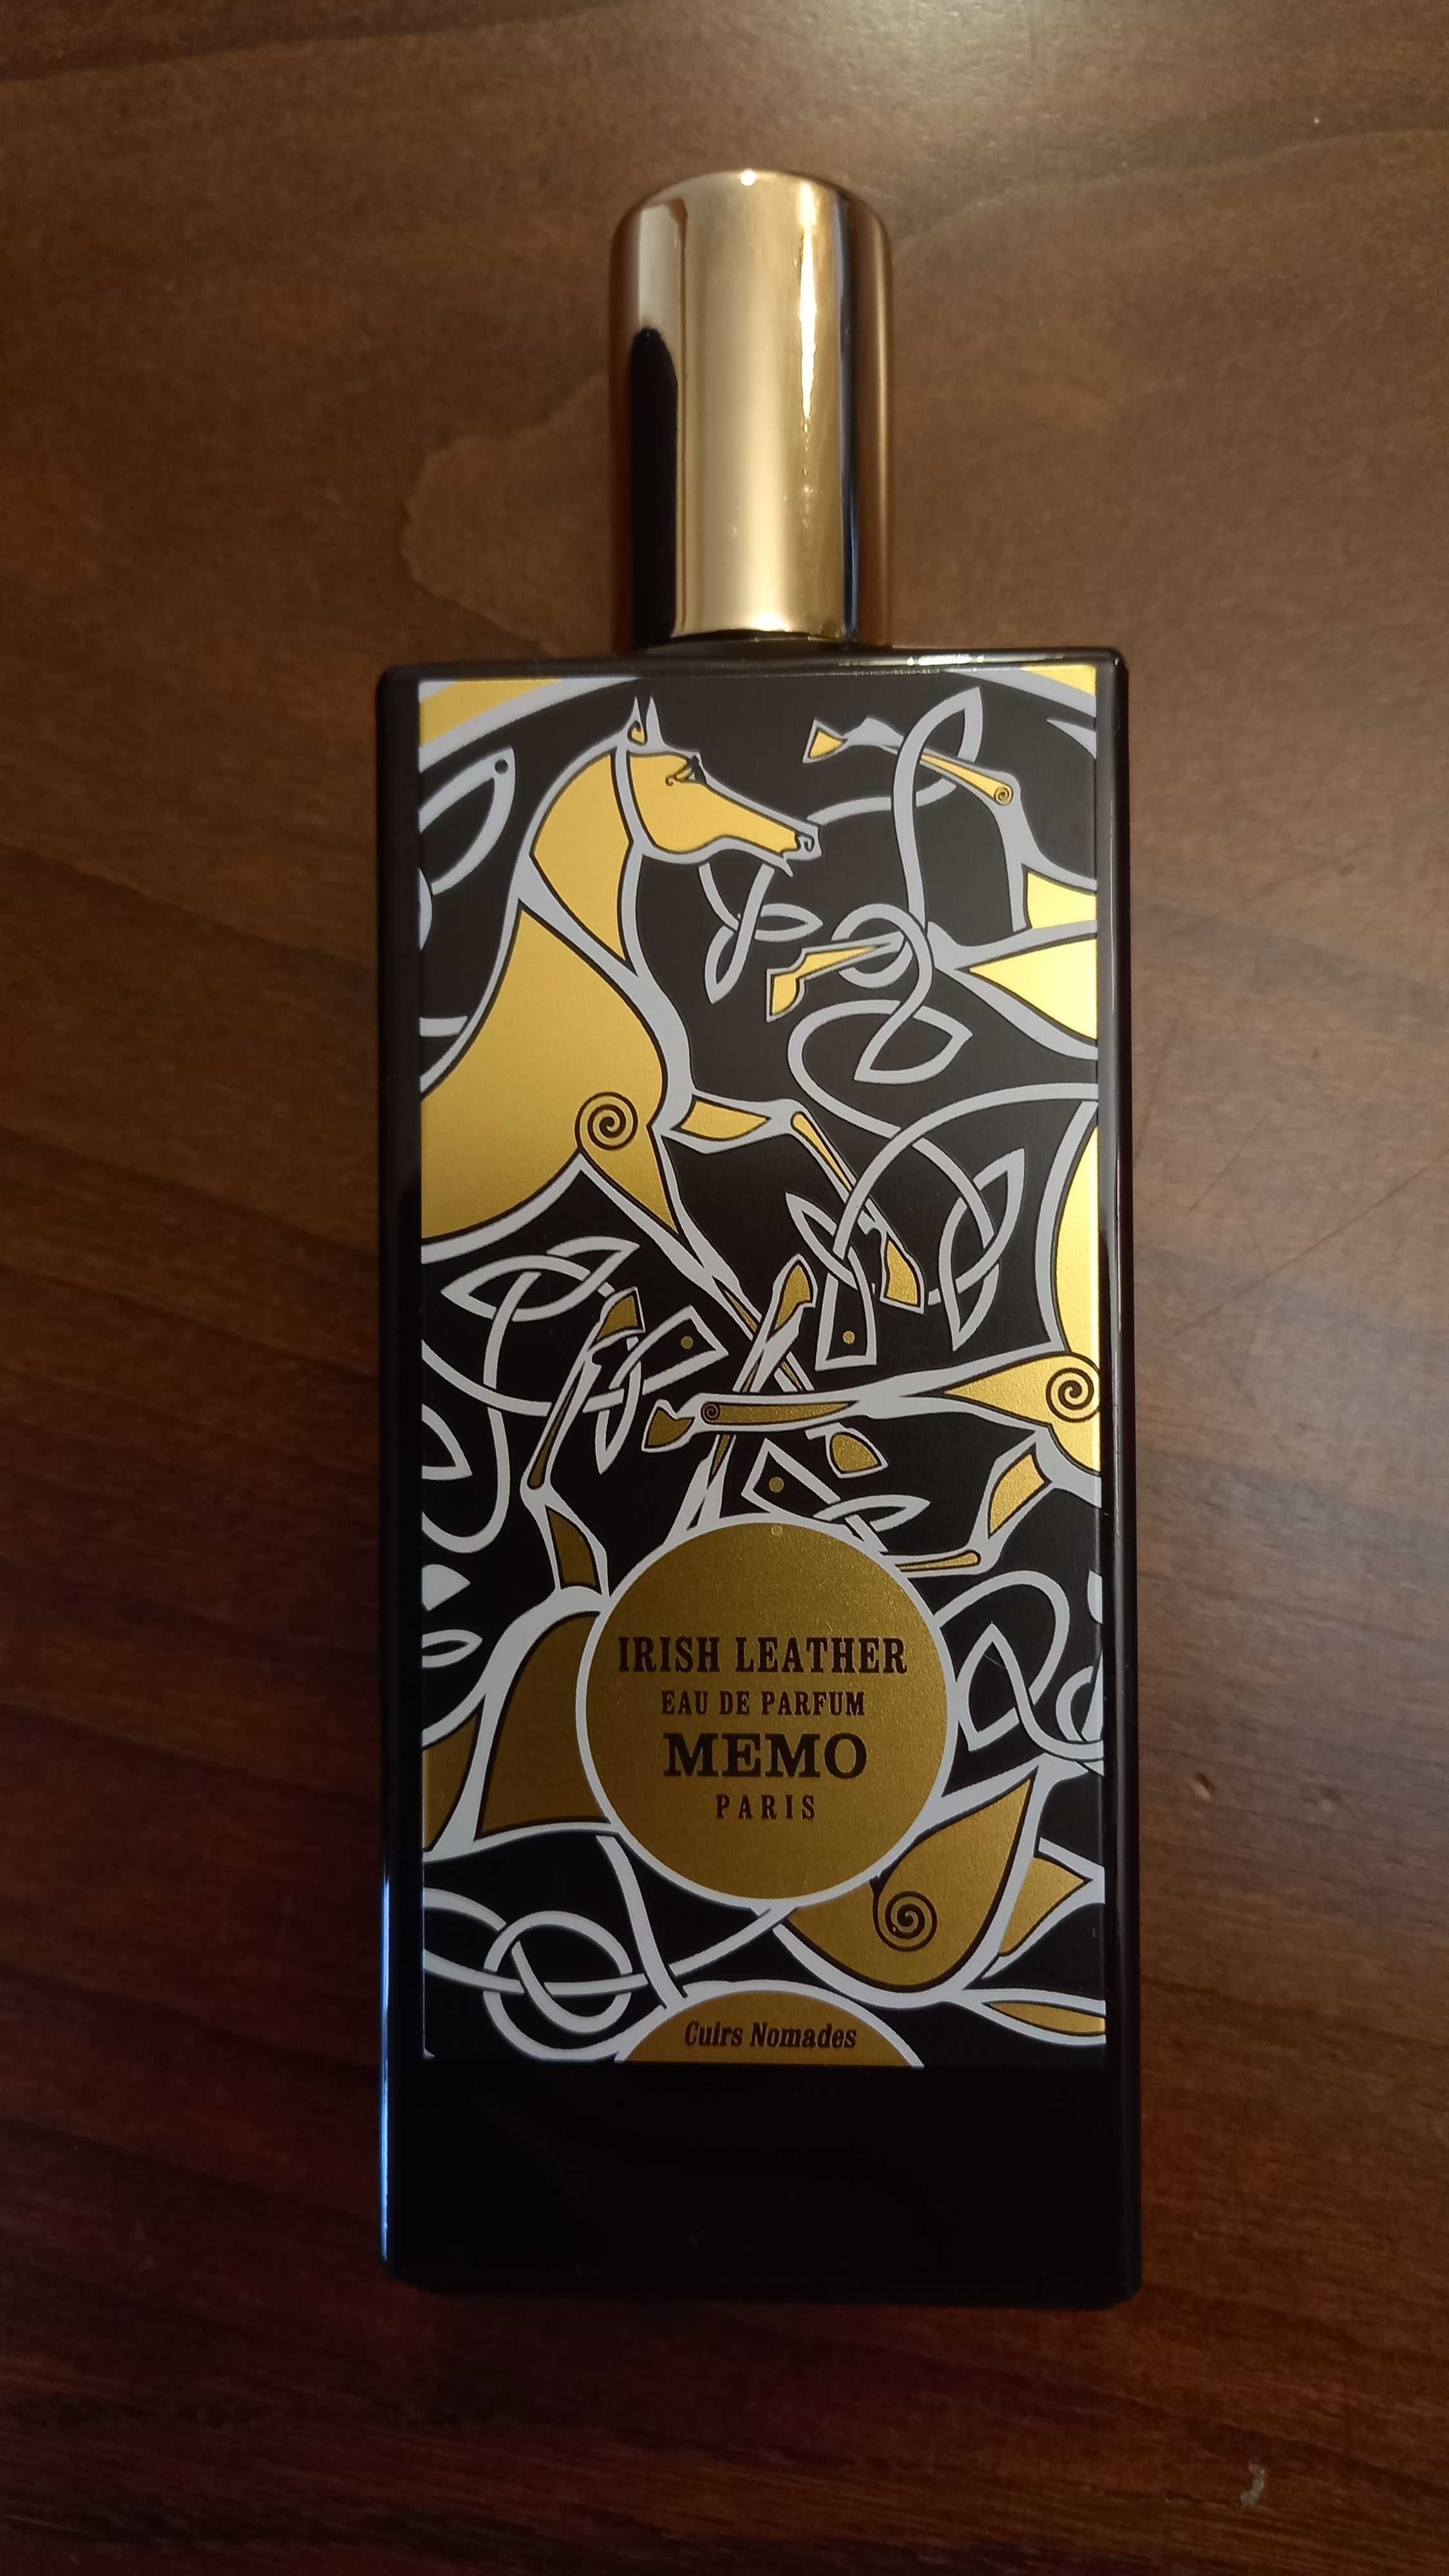 IRISH LEATHER
EAU DE PARFUM
MEMO
PARIS
Cuirs Nomades